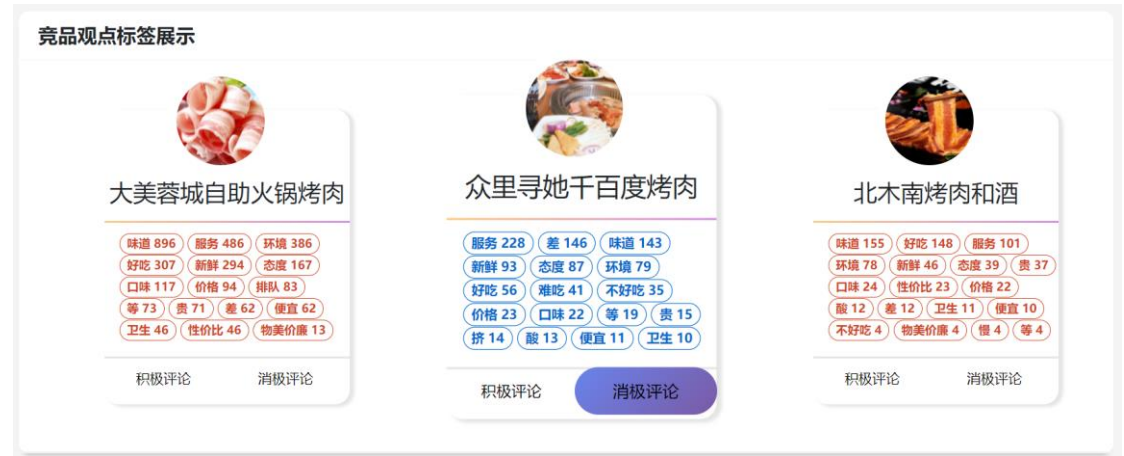 竞品观点标签展示
大美蓉城自助火锅烤肉
味道 896 服务 486 环境 386
好吃 307 新鲜 294 态度 167
口味 117 价格 94 排队 83
等 73 贵 71 差 62 便宜 62
卫生 46 性价比 46 物美价廉 13
积极评论 消极评论
众里寻她千百度烤肉
服务 228 差 146 味道 143
新鲜 93 态度 87 环境 79
好吃 56 难吃 41 不好吃 35
价格 23 口味 22 等 19 贵 15
挤 14 酸 13 便宜 11 卫生 10
积极评论 消极评论
北木南烤肉和酒
味道 155 好吃 148 服务 101
环境 78 新鲜 46 态度 39 贵 37
口味 24 性价比 23 价格 22
酸 12 差 12 卫生 11 便宜 10
不好吃 4 物美价廉 4 慢 4 等 4
积极评论 消极评论